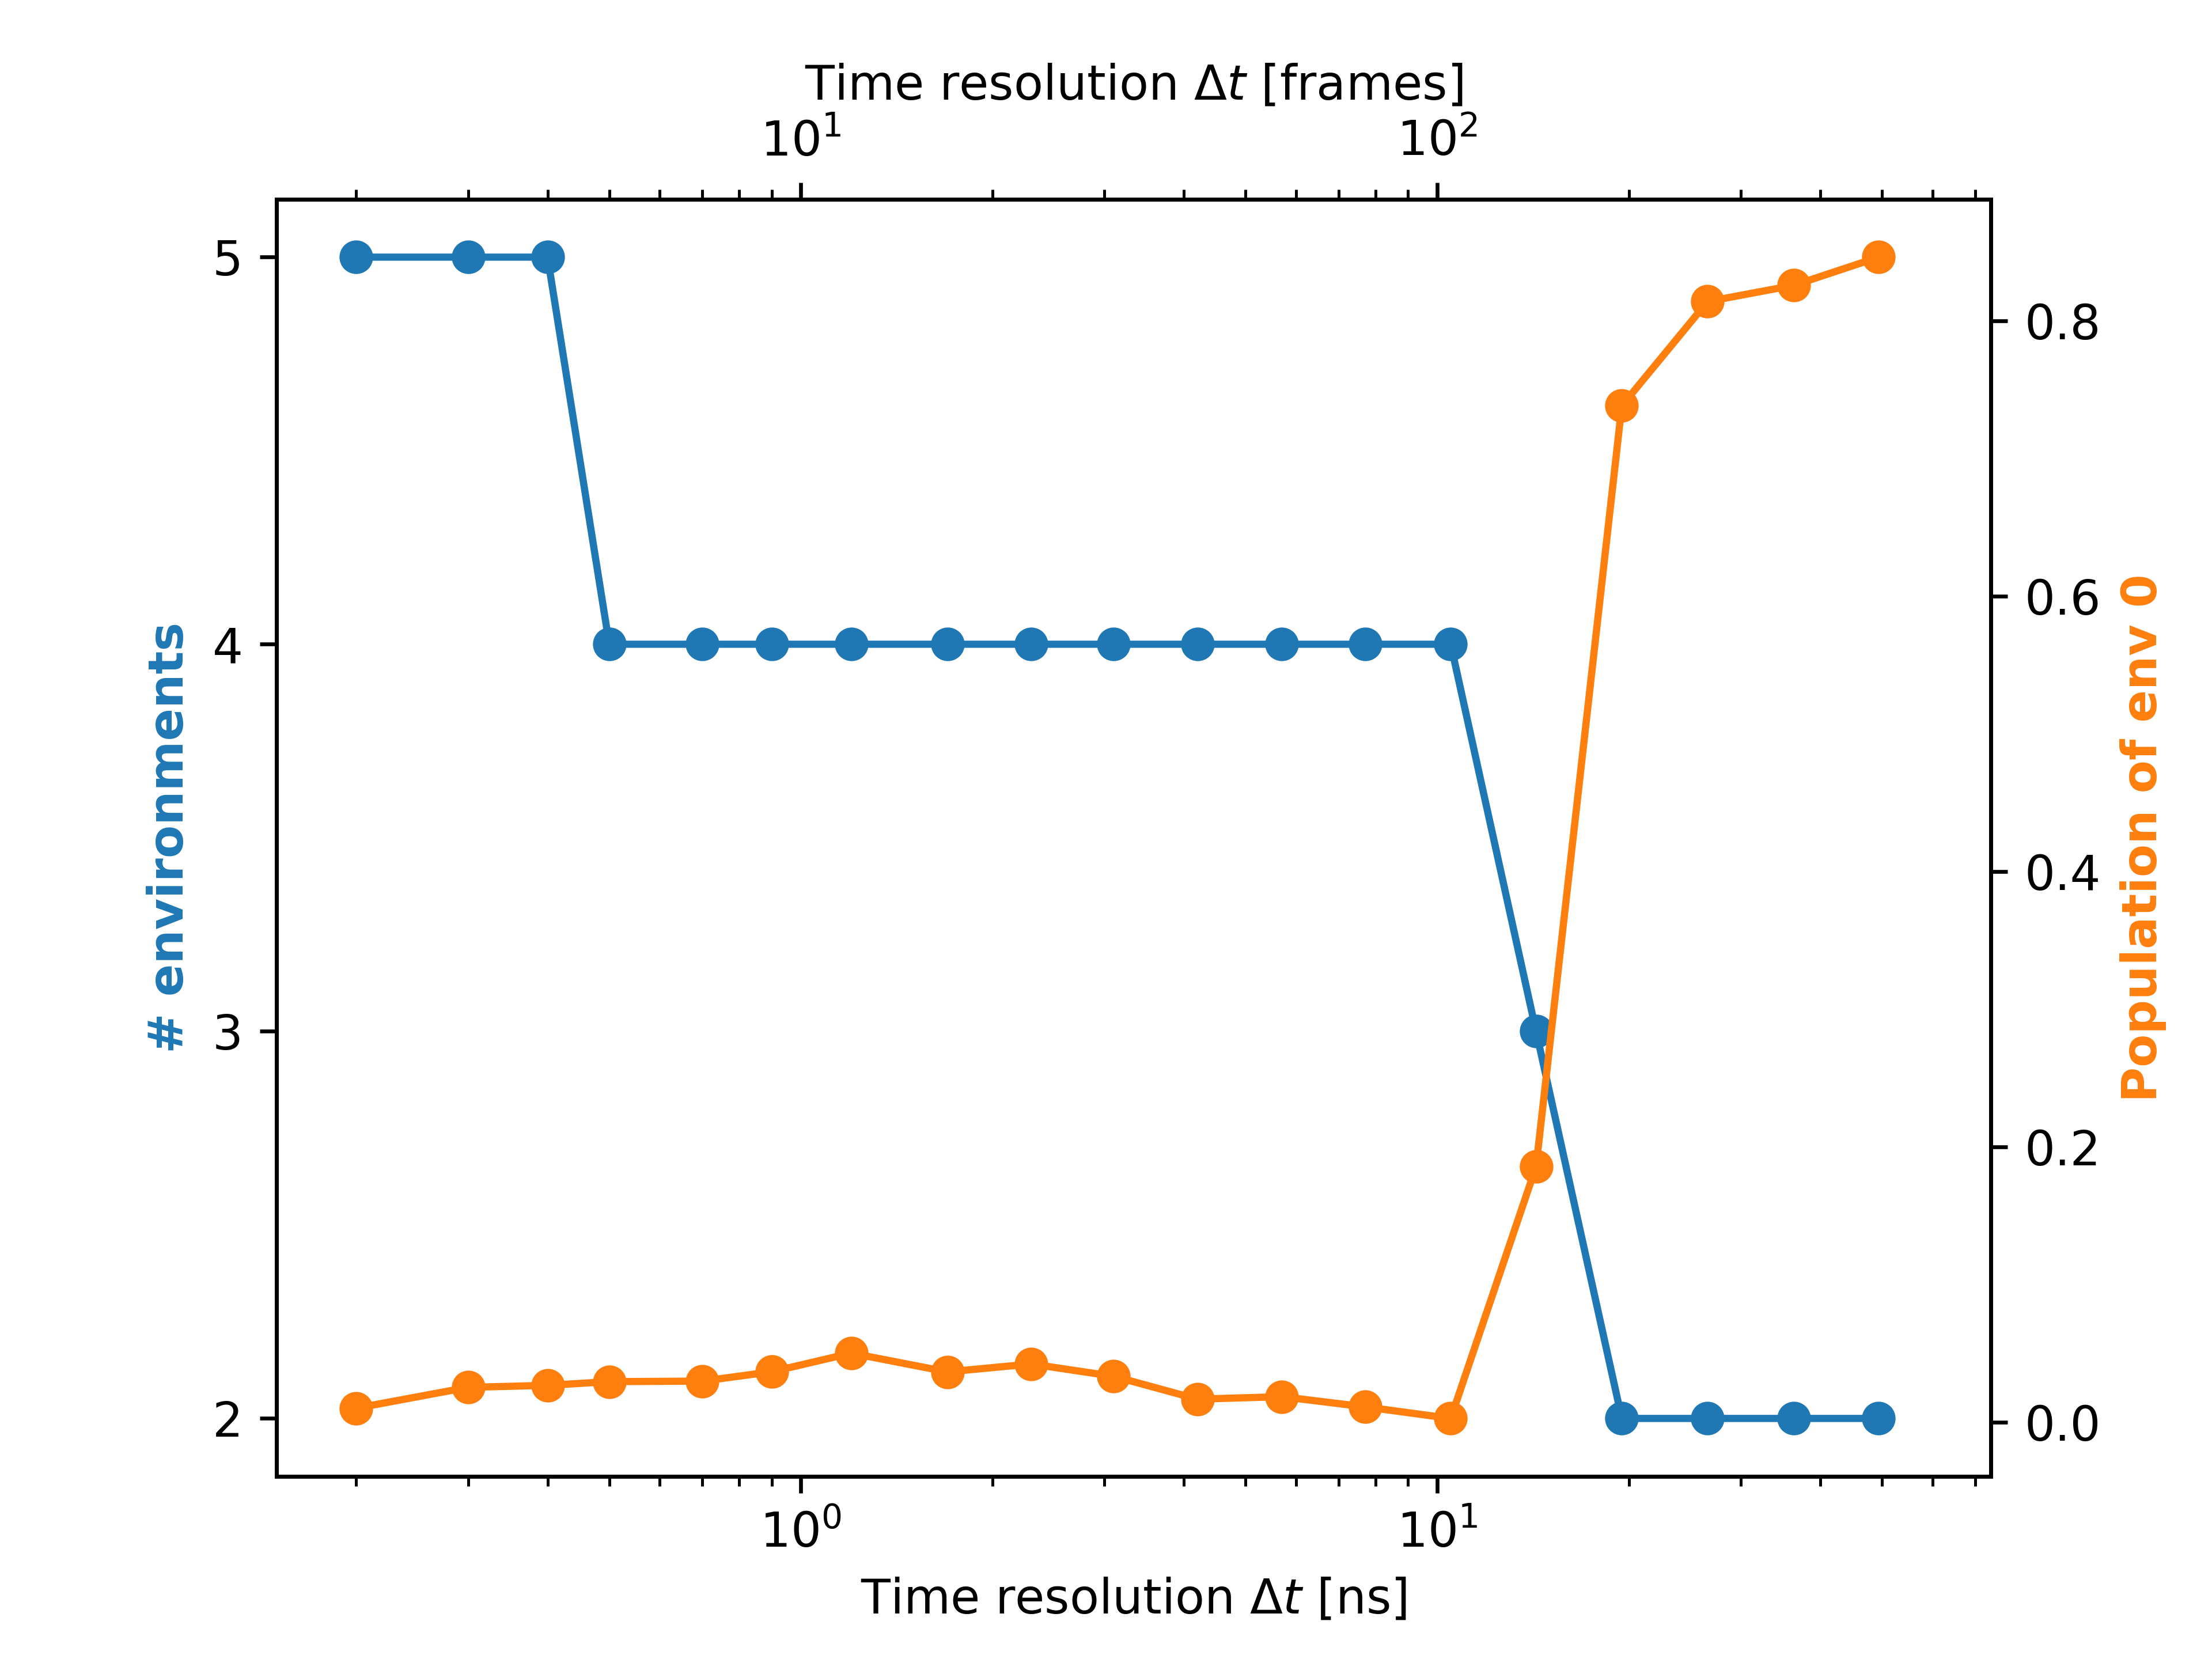 Time resolution Δt [frames]
10¹ 10²
5
4
3
2
# environments
0.8
0.6
0.4
0.2
0.0
Population of env 0
10⁰ 10¹
Time resolution Δt [ns]